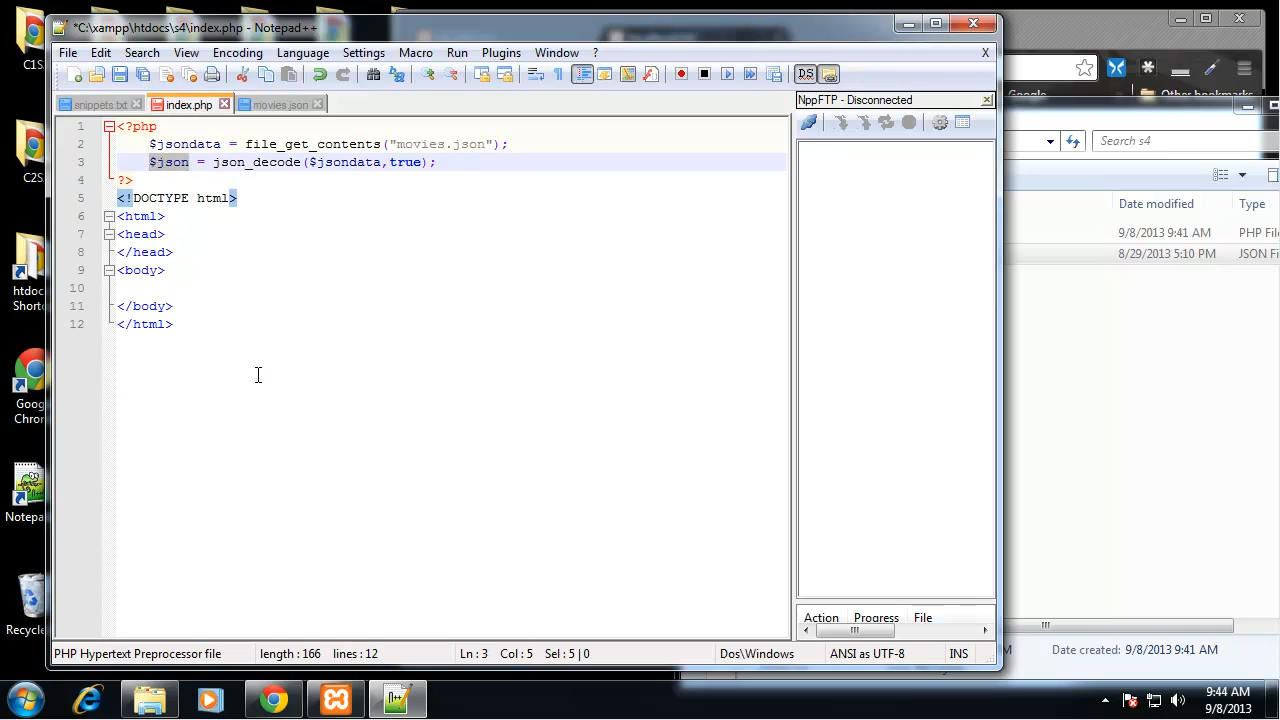 *C:\xampp\htdocs\s4\index.php - Notepad++
File Edit Search View Encoding Language Settings Macro Run Plugins Window ? X
snippets.txt index.php movies.json
NppFTP - Disconnected
1 <?php
2 $jsondata = file_get_contents("movies.json");
3 $json = json_decode($jsondata,true);
4 ?>
5 <!DOCTYPE html>
6 <html>
7 <head>
8 </head>
9 <body>
10
11 </body>
12 </html>
Action Progress File
PHP Hypertext Preprocessor file length : 166 lines : 12 Ln : 3 Col : 5 Sel : 5 | 0 Dos\Windows ANSI as UTF-8 INS
C1S
C2S
htdoc
Shortc
Goog
Chro
Notepa
Recycle
Google
Other bookmarks
Search s4
Date modified Type
9/8/2013 9:41 AM PHP File
8/29/2013 5:10 PM JSON Fi
Date created: 9/8/2013 9:41 AM
9:44 AM
9/8/2013